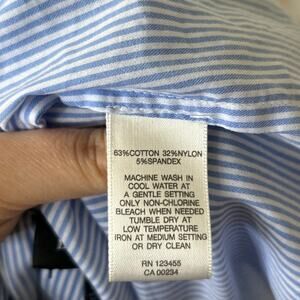 63%COTTON 32%NYLON
5%SPANDEX
MACHINE WASH IN
COOL WATER AT
A GENTLE SETTING
ONLY NON-CHLORINE
BLEACH WHEN NEEDED
TUMBLE DRY AT
LOW TEMPERATURE
IRON AT MEDIUM SETTING
OR DRY CLEAN
RN 123455
CA 00234